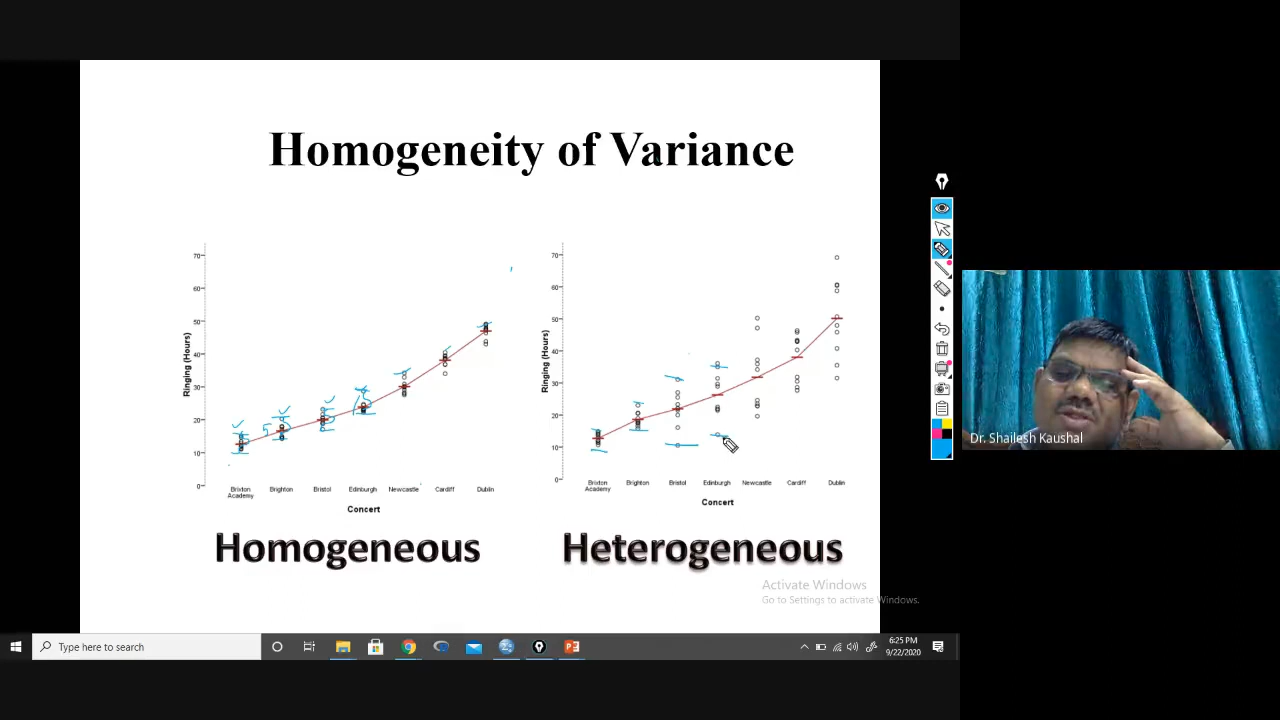 Homogeneity of Variance
70
60
50
40
30
20
10
0
Ringing (Hours)
Brixton Academy
Brighton
Bristol
Edinburgh
Newcastle
Cardiff
Dublin
Concert
Homogeneous
70
60
50
40
30
20
10
0
Ringing (Hours)
Brixton Academy
Brighton
Bristol
Edinburgh
Newcastle
Cardiff
Dublin
Concert
Heterogeneous
Dr. Shailesh Kaushal
Activate Windows
Go to Settings to activate Windows.
Type here to search
6:25 PM
9/22/2020